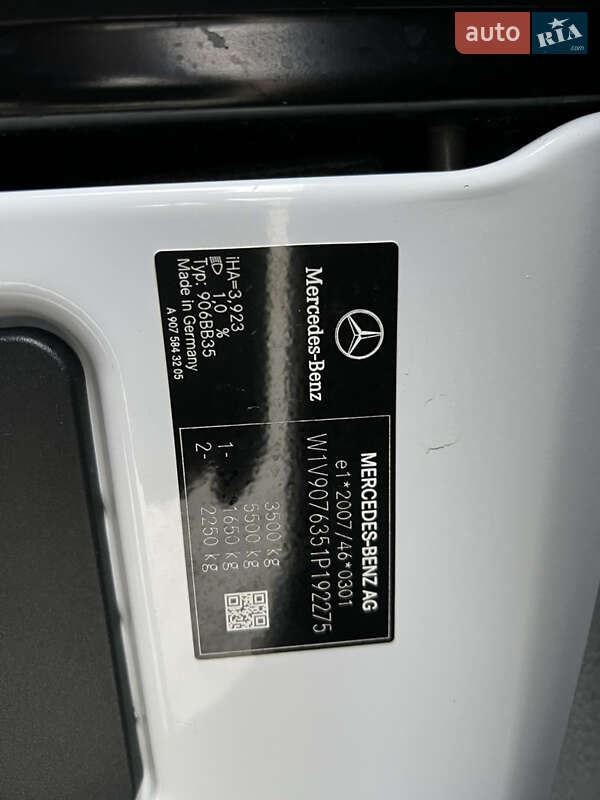 auto RIA.com
Mercedes-Benz
iHA=3,923
1,0 %
Typ: 906BB35
Made in Germany
A 907 584 32 05
MERCEDES-BENZ AG
e1*2007/46*0301
W1V9076351P192275
3500 kg
5500 kg
1- 1650 kg
2- 2250 kg